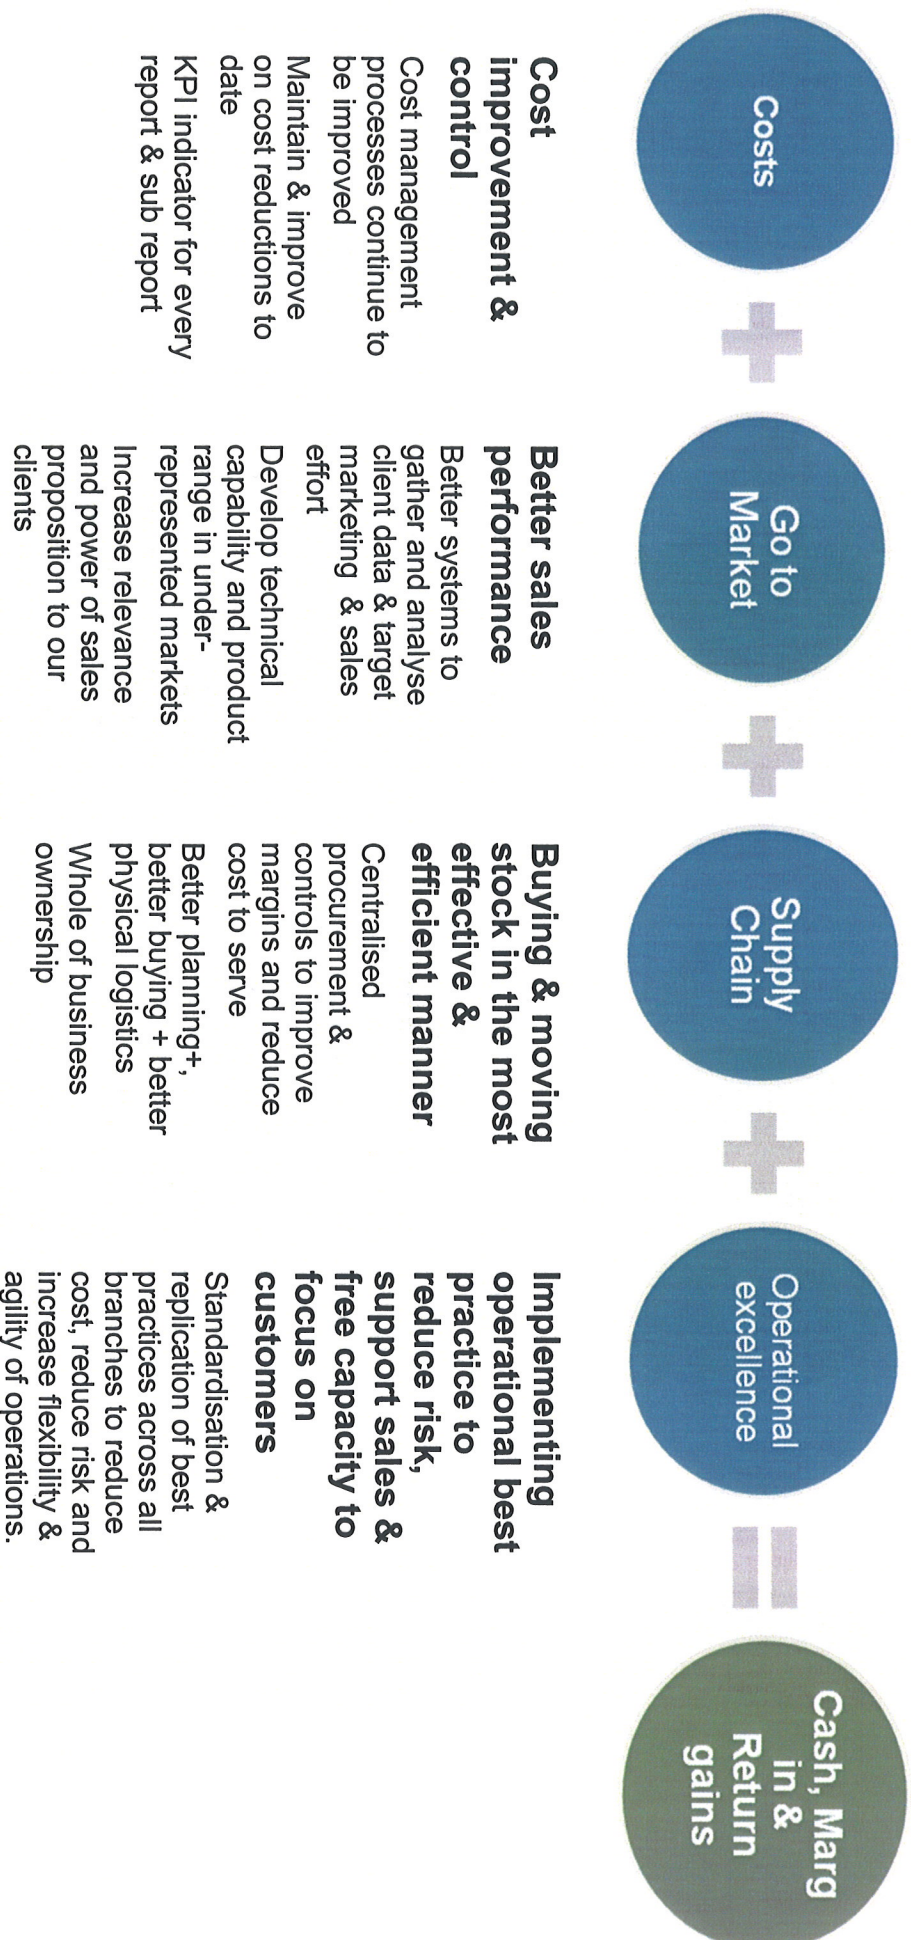 Costs
Go to
Market
Supply
Chain
Operational
excellence
Cash, Marg
in &
Return
gains
Cost
improvement &
control
Cost management
processes continue to
be improved
Maintain & improve
on cost reductions to
date
KPI indicator for every
report & sub report
Better sales
performance
Better systems to
gather and analyse
client data & target
marketing & sales
effort
Develop technical
capability and product
range in under-
represented markets
Increase relevance
and power of sales
proposition to our
clients
Buying & moving
stock in the most
effective &
efficient manner
Centralised
procurement &
controls to improve
margins and reduce
cost to serve
Better planning+,
better buying + better
physical logistics
Whole of business
ownership
Implementing
operational best
practice to
reduce risk,
support sales &
free capacity to
focus on
customers
Standardisation &
replication of best
practices across all
branches to reduce
cost, reduce risk and
increase flexibility &
agility of operations.